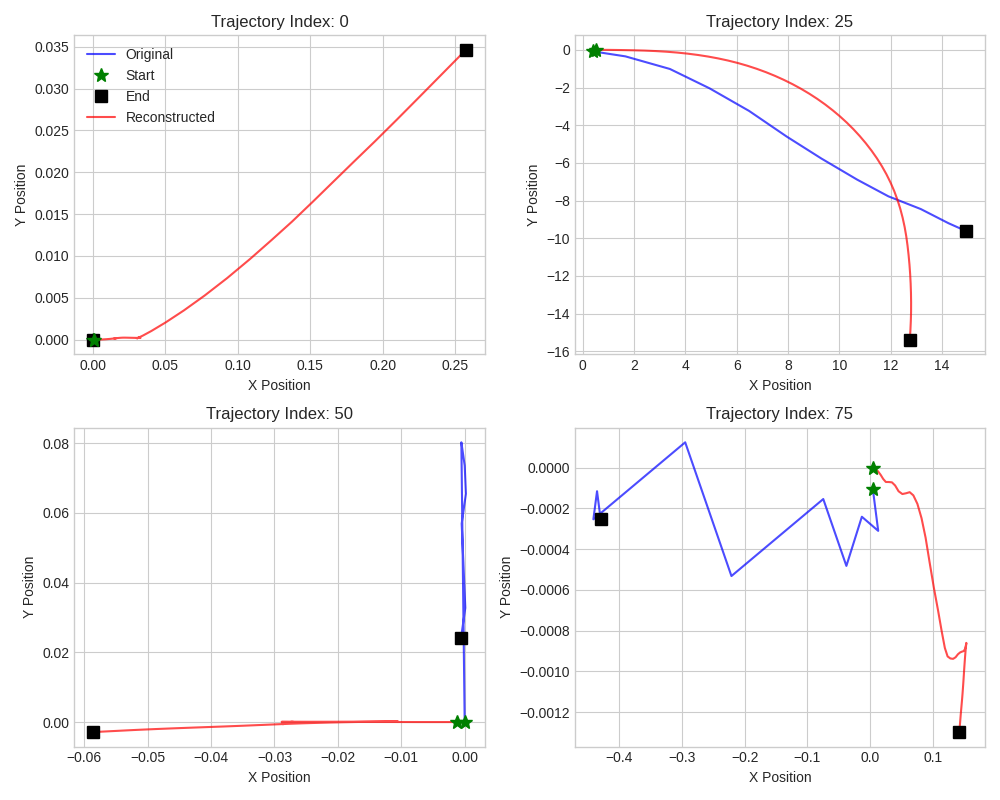 Trajectory Index: 0
Original
Start
End
Reconstructed
0.035
0.030
0.025
0.020
0.015
0.010
0.005
0.000
Y Position
0.00 0.05 0.10 0.15 0.20 0.25
X Position
Trajectory Index: 25
0
−2
−4
−6
−8
−10
−12
−14
−16
Y Position
0 2 4 6 8 10 12 14
X Position
Trajectory Index: 50
0.08
0.06
0.04
0.02
0.00
Y Position
−0.06 −0.05 −0.04 −0.03 −0.02 −0.01 0.00
X Position
Trajectory Index: 75
0.0000
−0.0002
−0.0004
−0.0006
−0.0008
−0.0010
−0.0012
Y Position
−0.4 −0.3 −0.2 −0.1 0.0 0.1
X Position